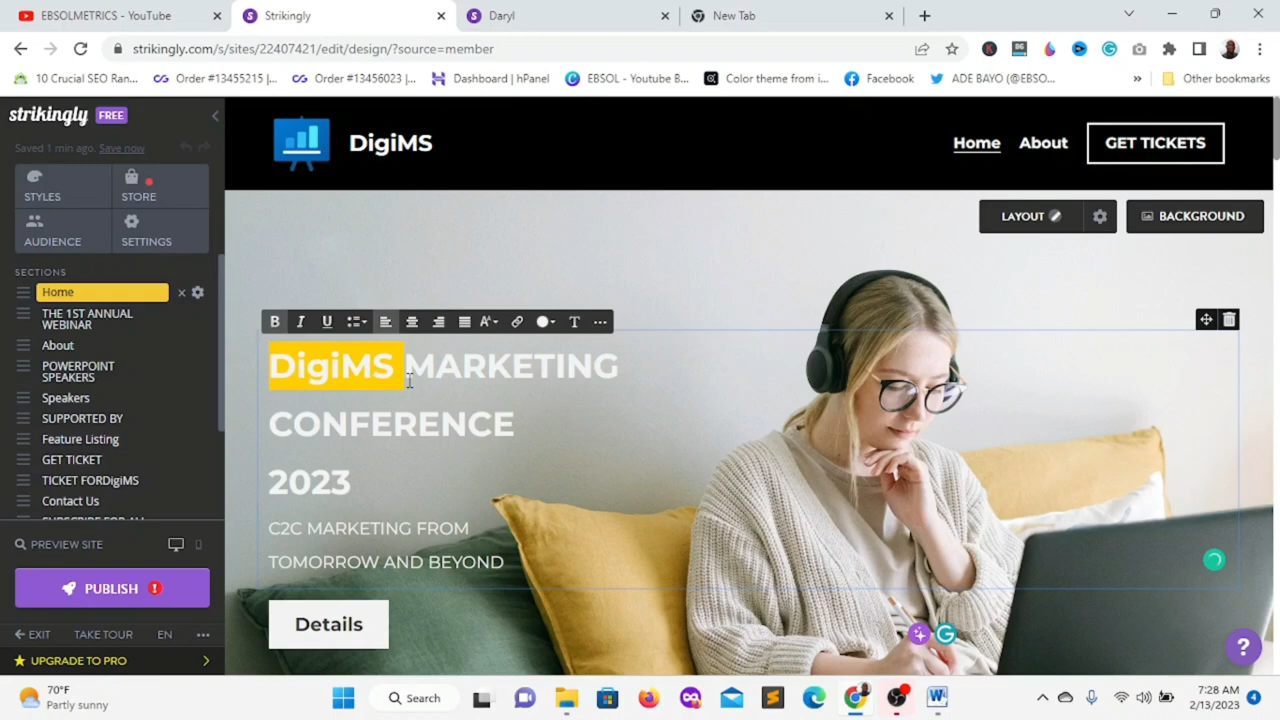 EBSOLMETRICS - YouTube
Strikingly
Daryl
New Tab
strikingly.com/s/sites/22407421/edit/design/?source=member
10 Crucial SEO Ran...
Order #13455215 |...
Order #13456023 |...
Dashboard | hPanel
EBSOL - Youtube B...
Color theme from i...
Facebook
ADE BAYO (@EBSO...
Other bookmarks
strikingly FREE
Saved 1 min ago. Save now
STYLES
STORE
AUDIENCE
SETTINGS
SECTIONS
Home
THE 1ST ANNUAL
WEBINAR
About
POWERPOINT
SPEAKERS
Speakers
SUPPORTED BY
Feature Listing
GET TICKET
TICKET FORDigiMS
Contact Us
PREVIEW SITE
PUBLISH
EXIT
TAKE TOUR
EN
UPGRADE TO PRO
DigiMS
Home
About
GET TICKETS
LAYOUT
BACKGROUND
DigiMS MARKETING
CONFERENCE
2023
C2C MARKETING FROM
TOMORROW AND BEYOND
Details
70°F
Partly sunny
Search
7:28 AM
2/13/2023
4